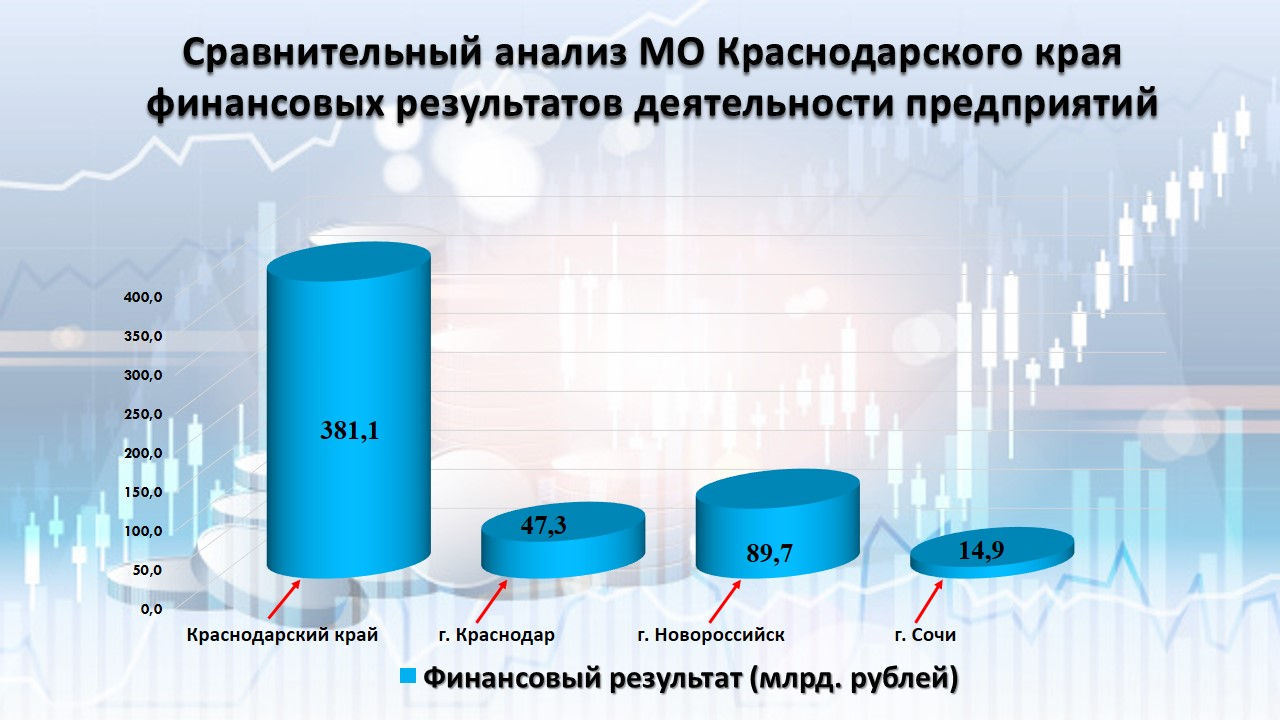 Сравнительный анализ МО Краснодарского края
финансовых результатов деятельности предприятий
400,0
350,0
300,0
250,0
200,0
150,0
100,0
50,0
0,0
381,1
47,3
89,7
14,9
Краснодарский край
г. Краснодар
г. Новороссийск
г. Сочи
Финансовый результат (млрд. рублей)